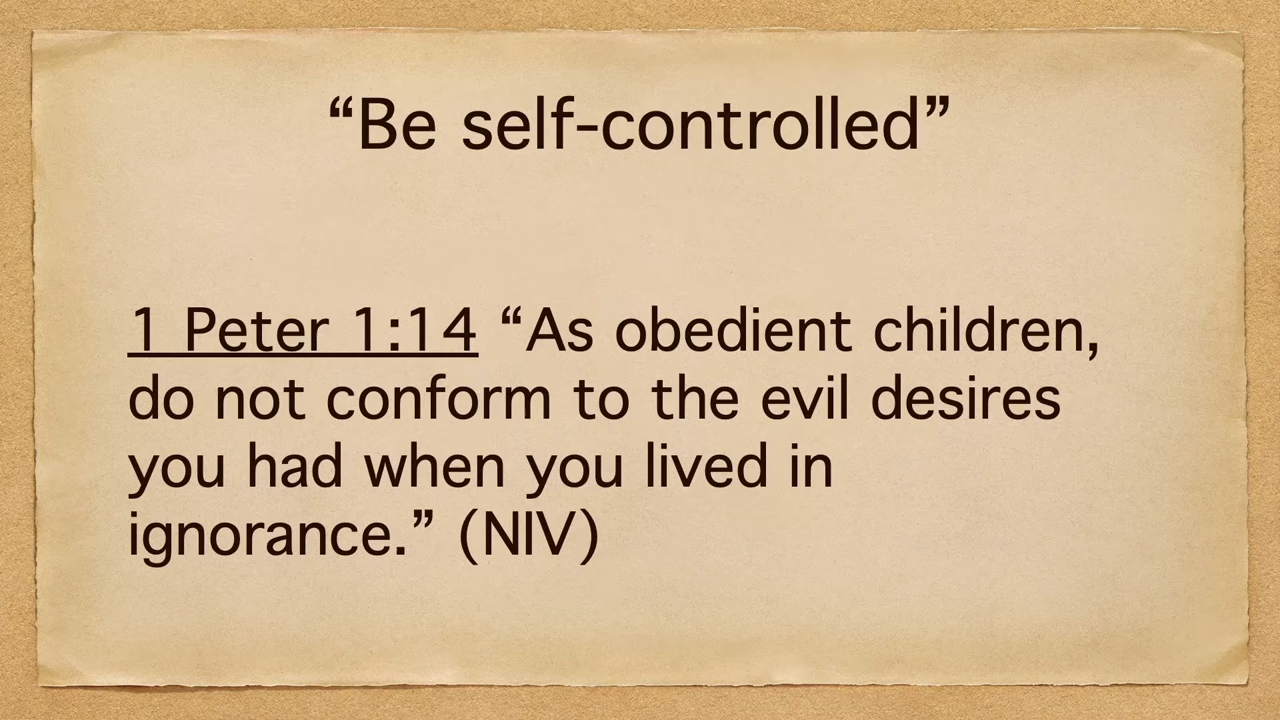 “Be self-controlled”
1 Peter 1:14 “As obedient children,
do not conform to the evil desires
you had when you lived in
ignorance.” (NIV)